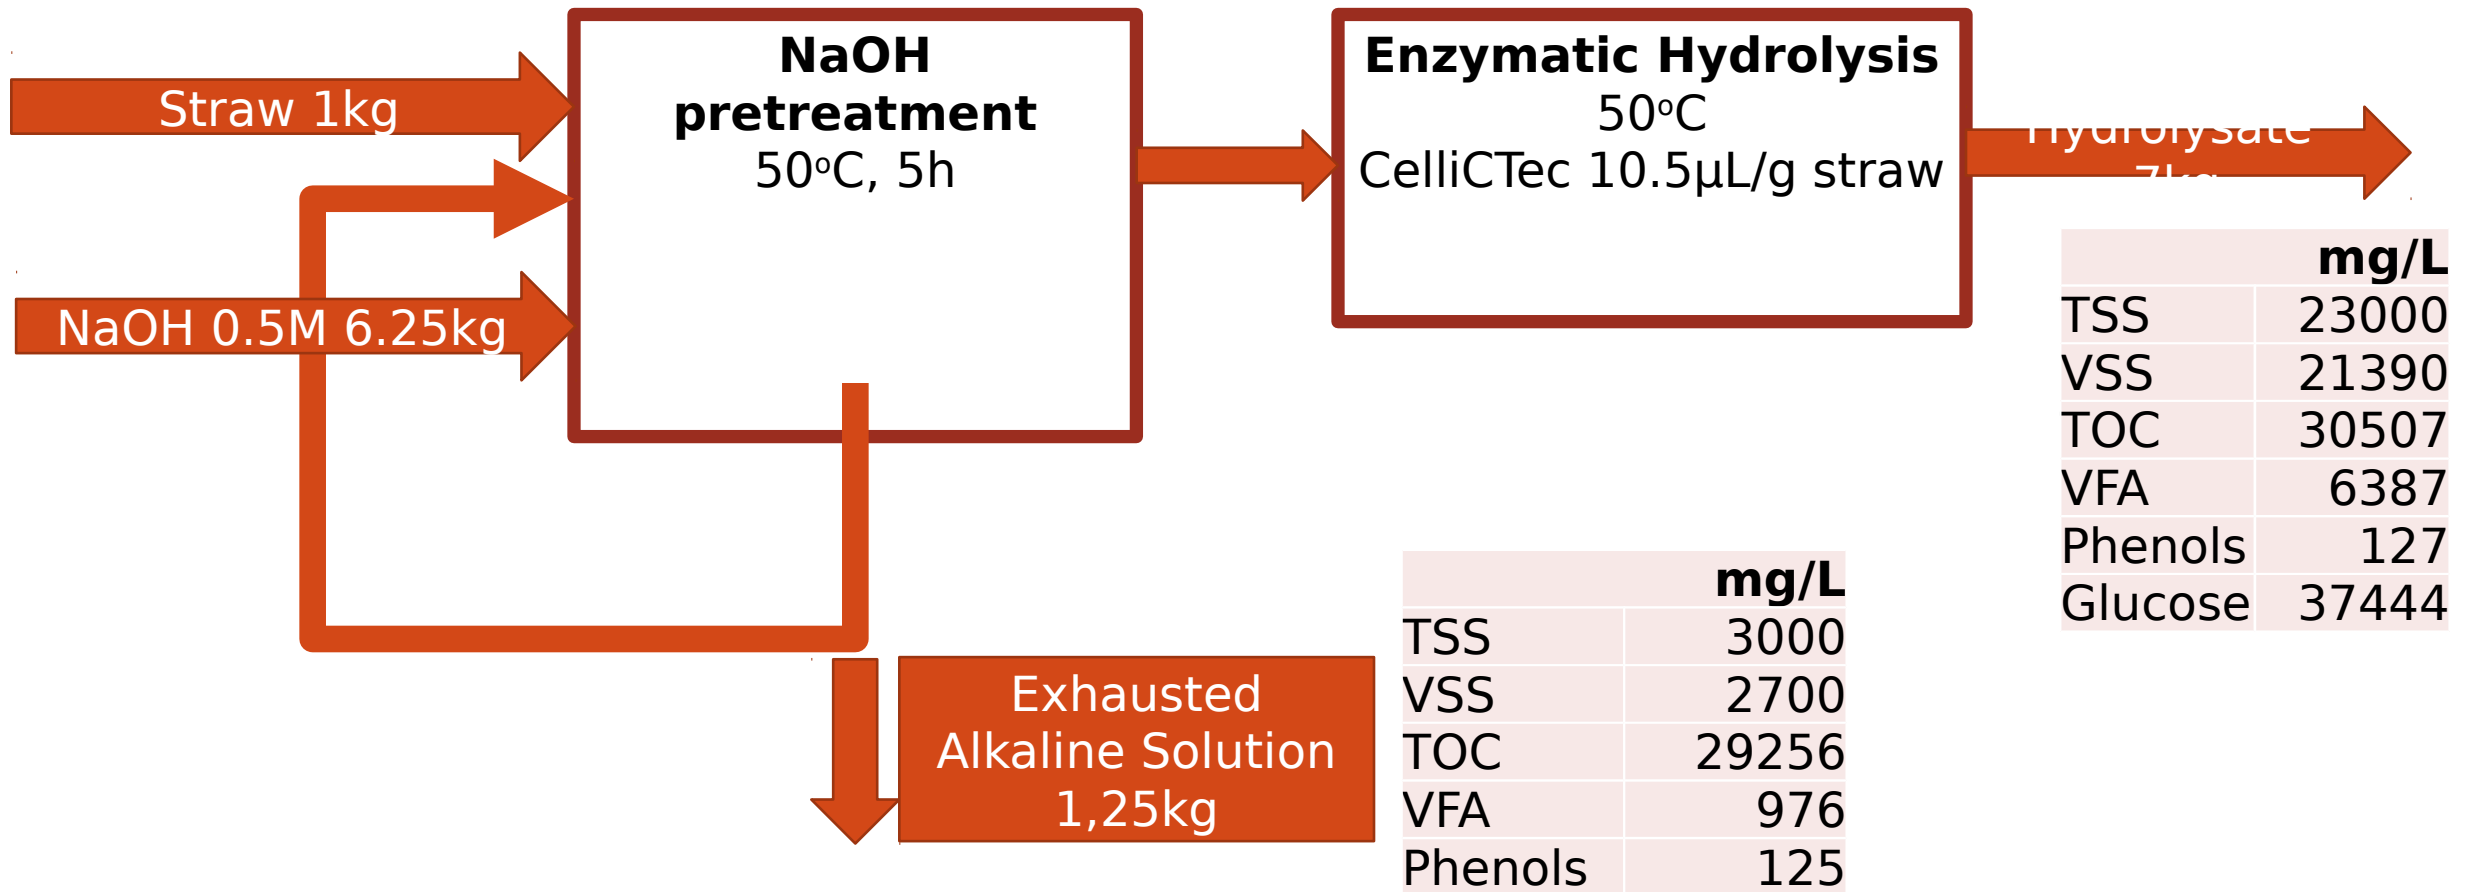 NaOH
pretreatment
50ºC, 5h
Enzymatic Hydrolysis
50ºC
CelliCTec 10.5µL/g straw
Straw 1kg
Hydrolysate
7kg
NaOH 0.5M 6.25kg
mg/L
TSS 23000
VSS 21390
TOC 30507
VFA 6387
Phenols 127
Glucose 37444
Exhausted
Alkaline Solution
1,25kg
mg/L
TSS 3000
VSS 2700
TOC 29256
VFA 976
Phenols 125